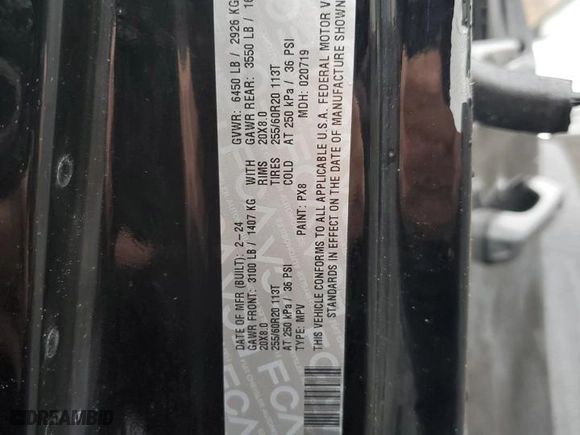 DATE OF MFR (BUILT): 2-24 GVWR: 6450 LB / 2926 KG
GAWR FRONT: 3100 LB / 1407 KG WITH GAWR REAR: 3550 LB /
20X8.0 RIMS 20X8.0
255/60R20 113T TIRES 255/60R20 113T
AT 250 kPa / 36 PSI COLD AT 250 kPa / 36 PSI
TYPE: MPV PAINT: PX8 MDH: 020719
THIS VEHICLE CONFORMS TO ALL APPLICABLE U.S.A. FEDERAL MOTOR V
STANDARDS IN EFFECT ON THE DATE OF MANUFACTURE SHOWN
FCA
DREAMBID